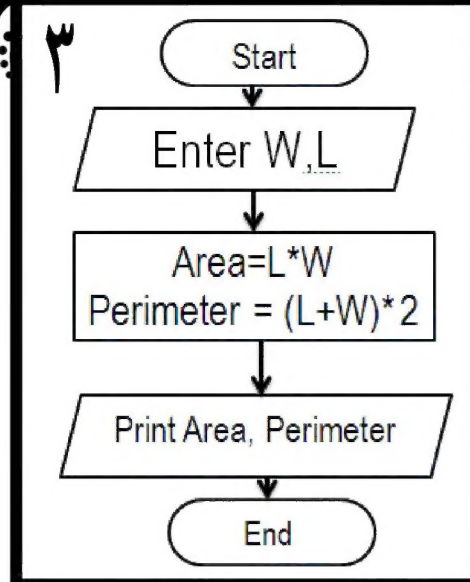 ٣
Start
Enter W,L
Area=L*W
Perimeter = (L+W)*2
Print Area, Perimeter
End